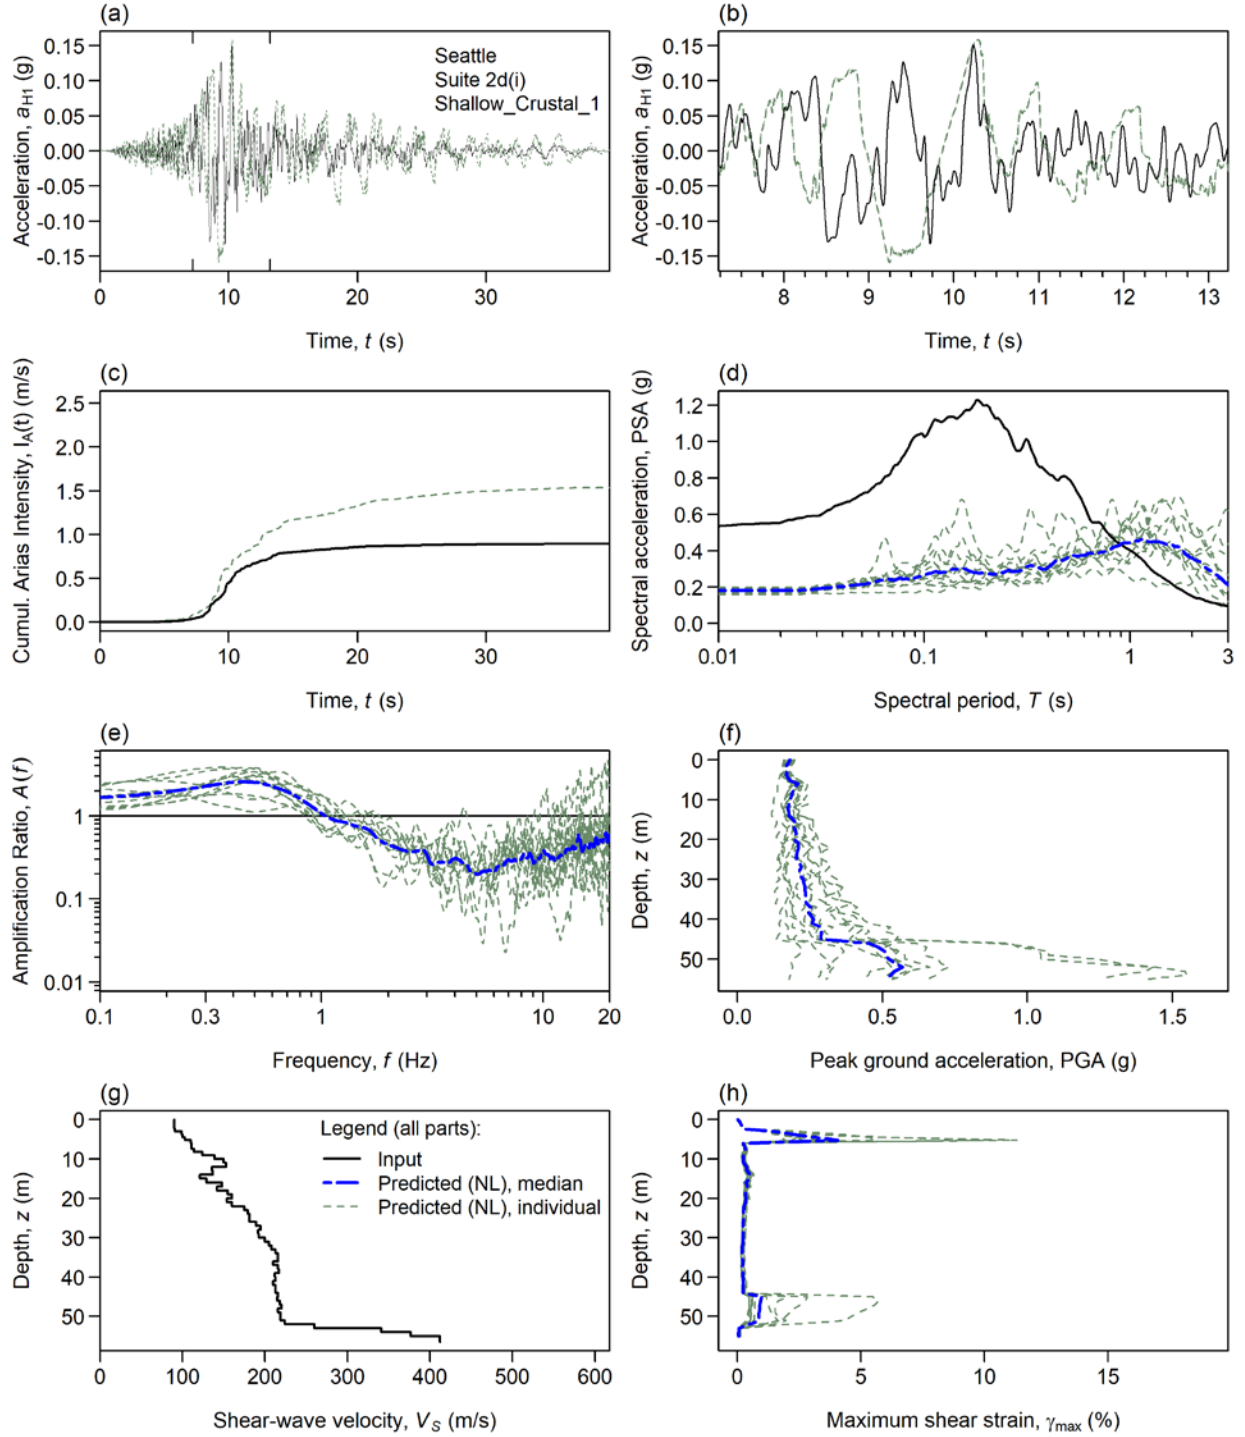 (a)
Acceleration, aH1 (g)
0.15
0.10
0.05
0.00
-0.05
-0.10
-0.15
Seattle
Suite 2d(i)
Shallow_Crustal_1
0 10 20 30
Time, t (s)
(b)
Acceleration, aH1 (g)
0.15
0.10
0.05
0.00
-0.05
-0.10
-0.15
8 9 10 11 12 13
Time, t (s)
(c)
Cumul. Arias Intensity, IA(t) (m/s)
2.5
2.0
1.5
1.0
0.5
0.0
0 10 20 30
Time, t (s)
(d)
Spectral acceleration, PSA (g)
1.2
1.0
0.8
0.6
0.4
0.2
0.0
0.01 0.1 1 3
Spectral period, T (s)
(e)
Amplification Ratio, A(f)
1
0.1
0.01
0.1 0.3 1 3 10 20
Frequency, f (Hz)
(f)
Depth, z (m)
0
10
20
30
40
50
0.0 0.5 1.0 1.5
Peak ground acceleration, PGA (g)
(g)
Depth, z (m)
0
10
20
30
40
50
Legend (all parts):
Input
Predicted (NL), median
Predicted (NL), individual
0 100 200 300 400 500 600
Shear-wave velocity, VS (m/s)
(h)
Depth, z (m)
0
10
20
30
40
50
0 5 10 15
Maximum shear strain, γmax (%)